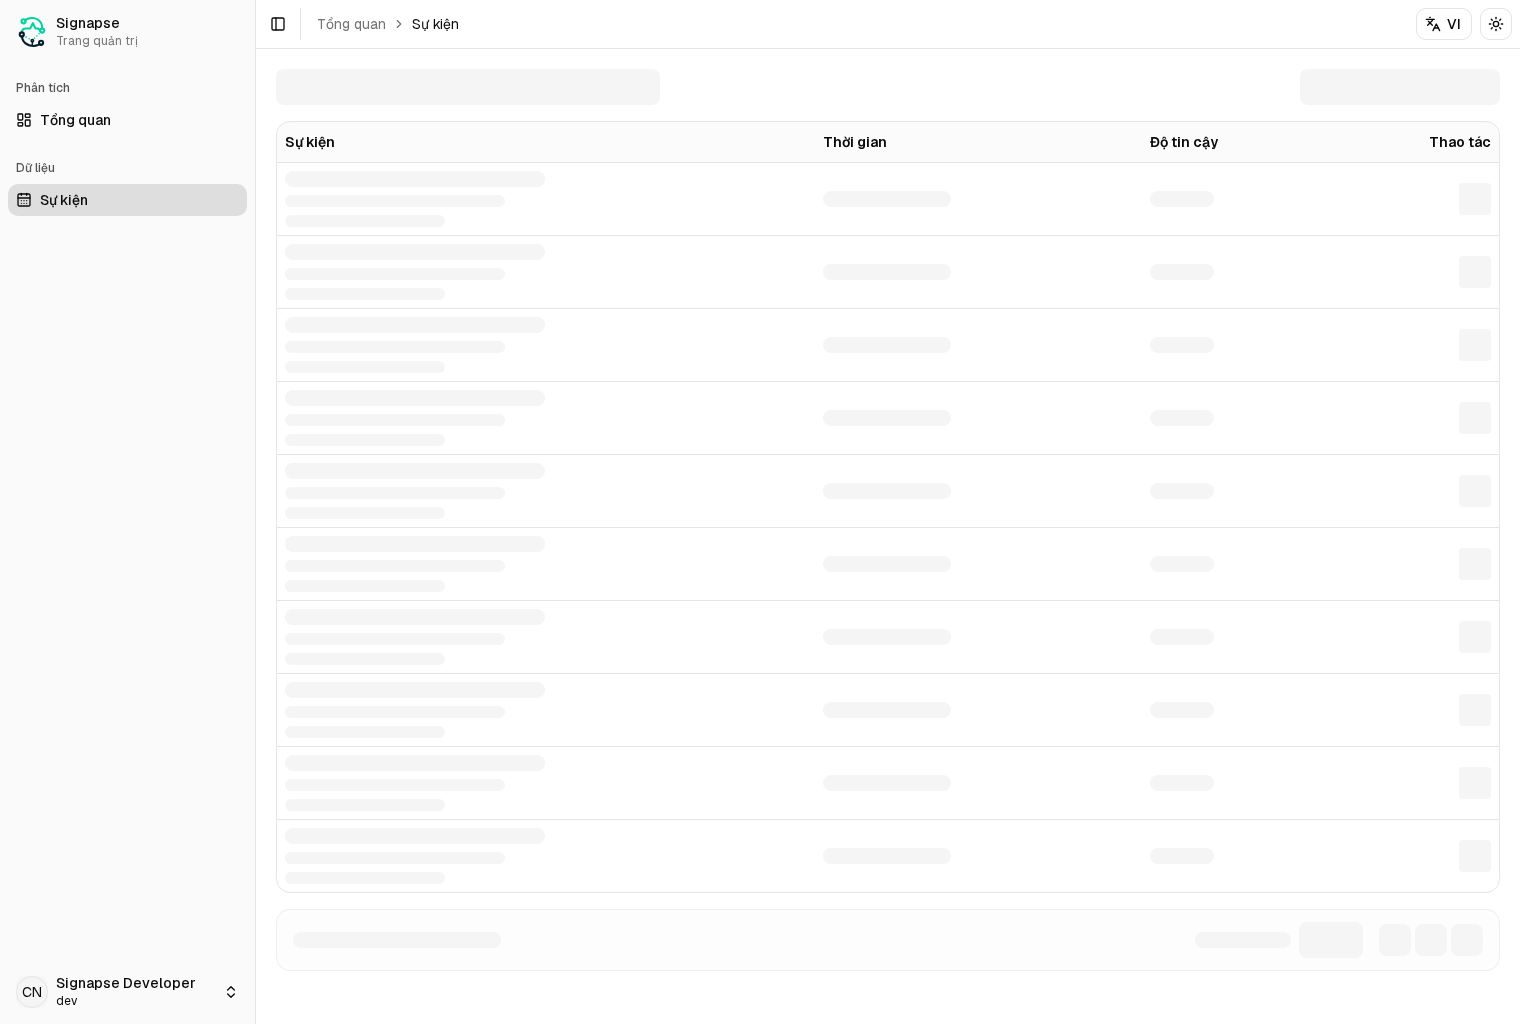 Signapse
Trang quản trị
Phân tích
Tổng quan
Dữ liệu
Sự kiện
Signapse Developer
dev
CN
Tổng quan
Sự kiện
VI
Sự kiện
Thời gian
Độ tin cậy
Thao tác